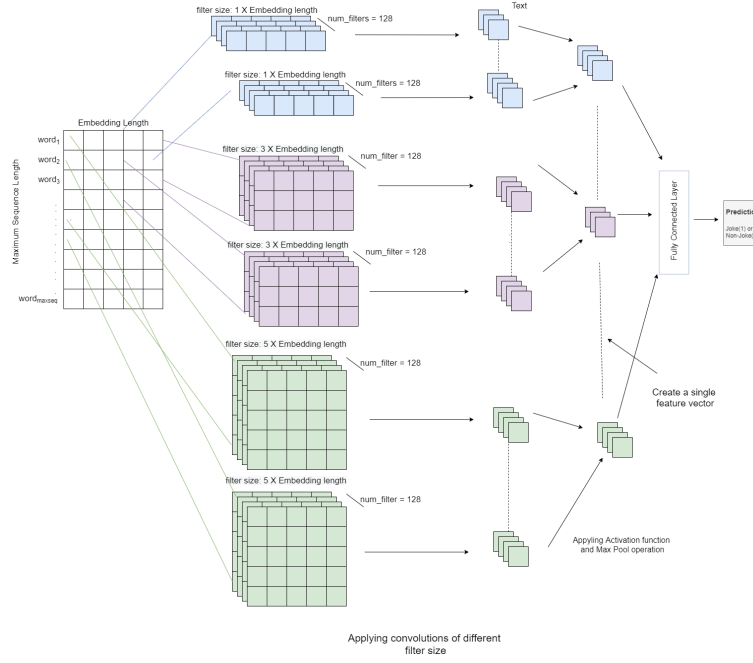 Text
filter size: 1 X Embedding length
num_filters = 128
filter size: 1 X Embedding length
num_filters = 128
Embedding Length
Maximum Sequence Length
word1
word2
word3
wordmaxseq
filter size: 3 X Embedding length
num_filter = 128
filter size: 3 X Embedding length
num_filter = 128
Fully Connected Layer
Joke(1) or
filter size: 5 X Embedding length
num_filter = 128
Create a single
feature vector
filter size: 5 X Embedding length
num_filter = 128
Applying Activation function
and Max Pool operation
Applying convolutions of different
filter size